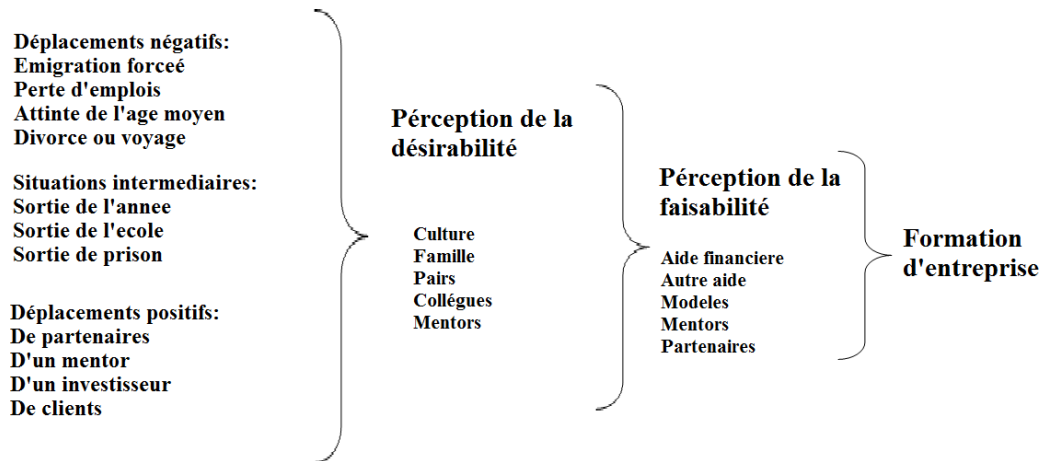 Déplacements négatifs:
Emigration forceé
Perte d'emplois
Attinte de l'age moyen
Divorce ou voyage
Situations intermediaires:
Sortie de l'annee
Sortie de l'ecole
Sortie de prison
Déplacements positifs:
De partenaires
D'un mentor
D'un investisseur
De clients
Pérception de la
désirabilité
Culture
Famille
Pairs
Collégues
Mentors
Pérception de la
faisabilité
Aide financiere
Autre aide
Modeles
Mentors
Partenaires
Formation
d'entreprise